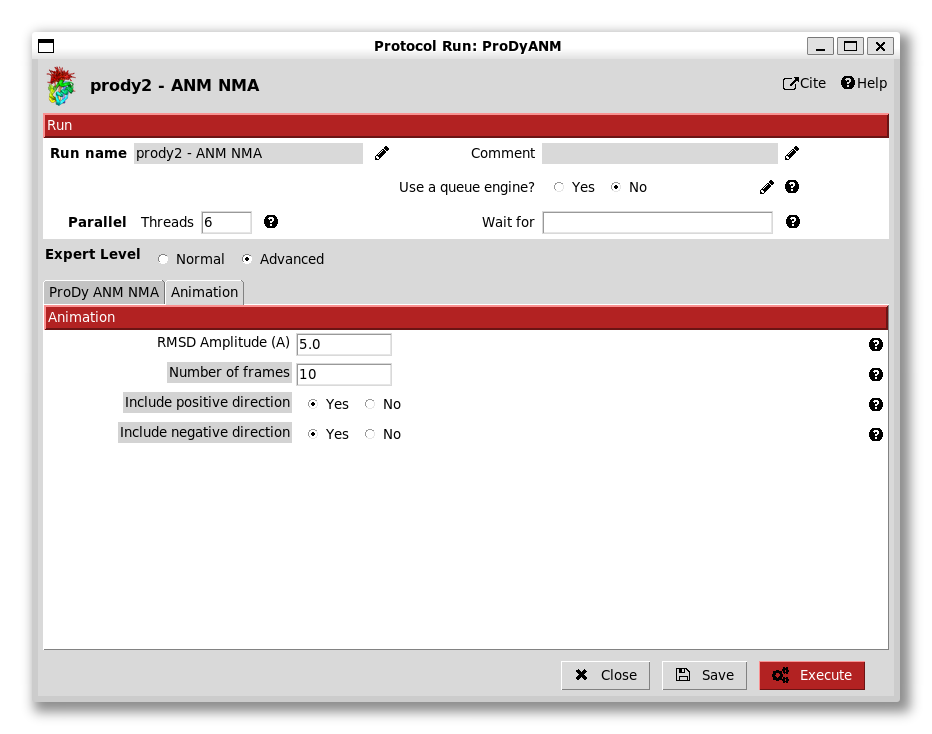 Protocol Run: ProDyANM
prody2 - ANM NMA
Cite Help
Run
Run name prody2 - ANM NMA Comment
Use a queue engine? Yes No
Parallel Threads 6 Wait for
Expert Level Normal Advanced
ProDy ANM NMA Animation
Animation
RMSD Amplitude (A) 5.0
Number of frames 10
Include positive direction Yes No
Include negative direction Yes No
Close Save Execute